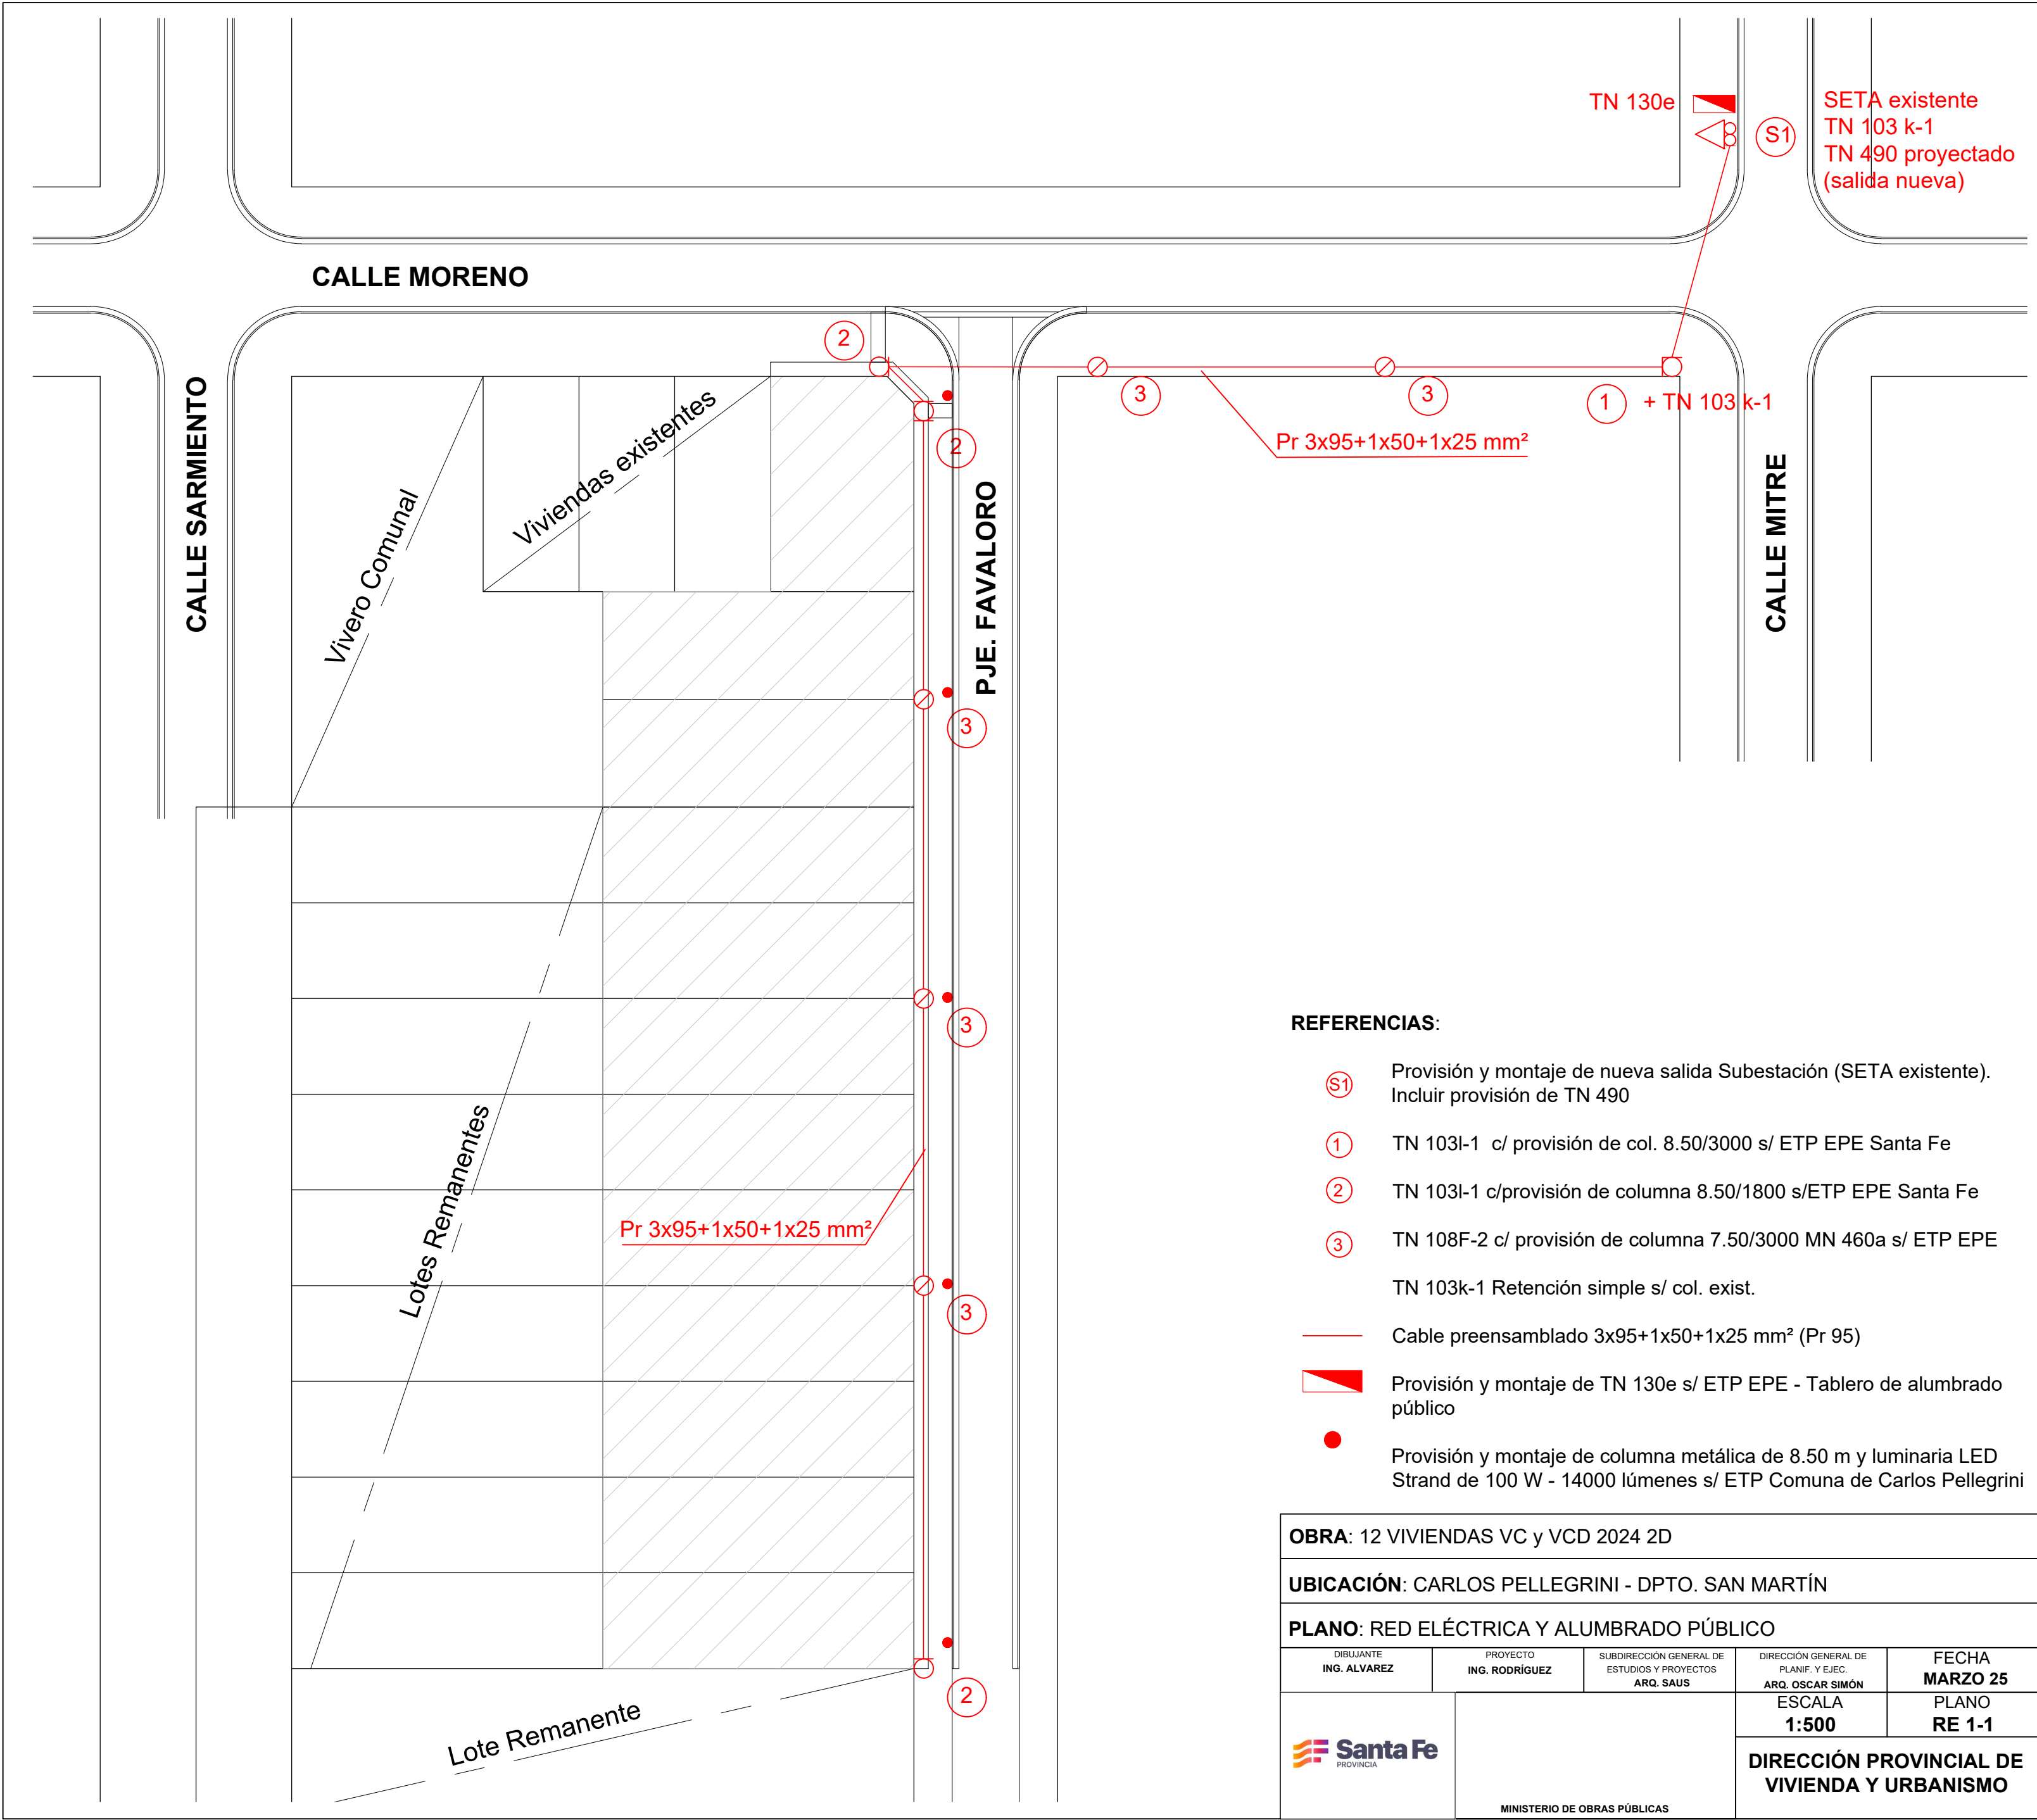 TN 130e
S1
SETA existente
TN 103 k-1
TN 490 proyectado
(salida nueva)
CALLE MORENO
2
3
3
1
+ TN 103 k-1
Pr 3x95+1x50+1x25 mm²
2
CALLE SARMIENTO
Vivero Comunal
Viviendas existentes
PJE. FAVALORO
CALLE MITRE
3
3
3
Lotes Remanentes
Pr 3x95+1x50+1x25 mm²
2
Lote Remanente
REFERENCIAS:
S1
Provisión y montaje de nueva salida Subestación (SETA existente).
Incluir provisión de TN 490
1
TN 103l-1 c/ provisión de col. 8.50/3000 s/ ETP EPE Santa Fe
2
TN 103l-1 c/provisión de columna 8.50/1800 s/ETP EPE Santa Fe
3
TN 108F-2 c/ provisión de columna 7.50/3000 MN 460a s/ ETP EPE
TN 103k-1 Retención simple s/ col. exist.
Cable preensamblado 3x95+1x50+1x25 mm² (Pr 95)
Provisión y montaje de TN 130e s/ ETP EPE - Tablero de alumbrado
público
Provisión y montaje de columna metálica de 8.50 m y luminaria LED
Strand de 100 W - 14000 lúmenes s/ ETP Comuna de Carlos Pellegrini
OBRA: 12 VIVIENDAS VC y VCD 2024 2D
UBICACIÓN: CARLOS PELLEGRINI - DPTO. SAN MARTÍN
PLANO: RED ELÉCTRICA Y ALUMBRADO PÚBLICO
DIBUJANTE
ING. ALVAREZ
PROYECTO
ING. RODRÍGUEZ
SUBDIRECCIÓN GENERAL DE
ESTUDIOS Y PROYECTOS
ARQ. SAUS
DIRECCIÓN GENERAL DE
PLANIF. Y EJEC.
ARQ. OSCAR SIMÓN
FECHA
MARZO 25
ESCALA
1:500
PLANO
RE 1-1
Santa Fe
PROVINCIA
MINISTERIO DE OBRAS PÚBLICAS
DIRECCIÓN PROVINCIAL DE
VIVIENDA Y URBANISMO